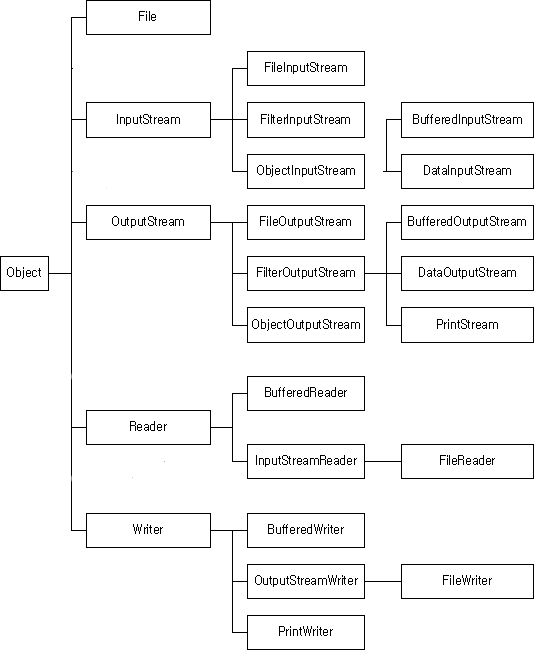 File
FileInputStream
InputStream
FilterInputStream
BufferedInputStream
ObjectInputStream
DataInputStream
OutputStream
FileOutputStream
BufferedOutputStream
Object
FilterOutputStream
DataOutputStream
ObjectOutputStream
PrintStream
BufferedReader
Reader
InputStreamReader
FileReader
Writer
BufferedWriter
OutputStreamWriter
FileWriter
PrintWriter